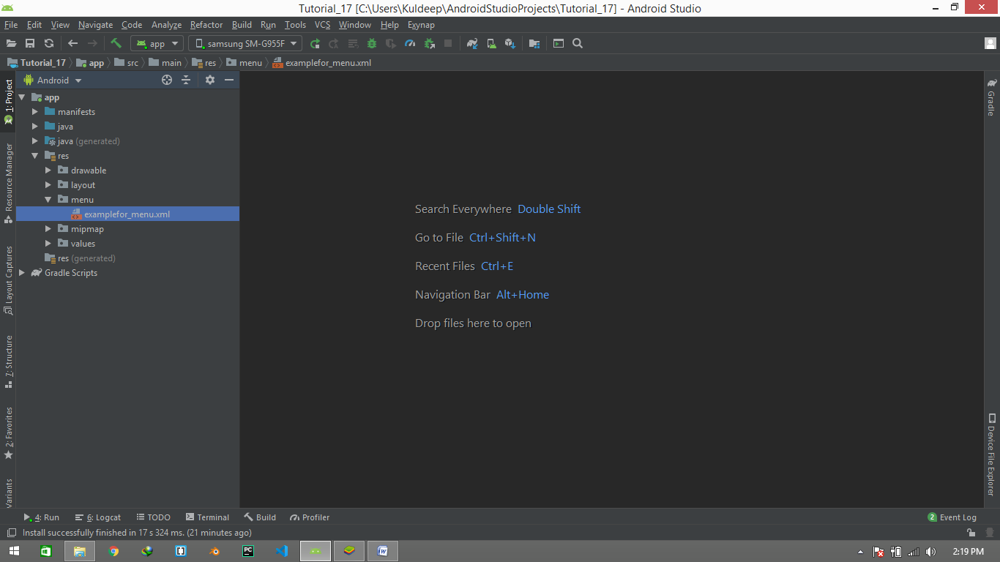 Tutorial_17 [C:\Users\Kuldeep\AndroidStudioProjects\Tutorial_17] - Android Studio
File Edit View Navigate Code Analyze Refactor Build Run Tools VCS Window Help Exynap
app samsung SM-G955F
Tutorial_17 app src main res menu examplefor_menu.xml
1: Project
Resource Manager
Layout Captures
7: Structure
2: Favorites
Variants
Android
app
manifests
java
java (generated)
res
drawable
layout
menu
examplefor_menu.xml
mipmap
values
res (generated)
Gradle Scripts
Search Everywhere Double Shift
Go to File Ctrl+Shift+N
Recent Files Ctrl+E
Navigation Bar Alt+Home
Drop files here to open
Gradle
Device File Explorer
4: Run 6: Logcat TODO Terminal Build Profiler 2 Event Log
Install successfully finished in 17 s 324 ms. (21 minutes ago)
PC
W
2:19 PM